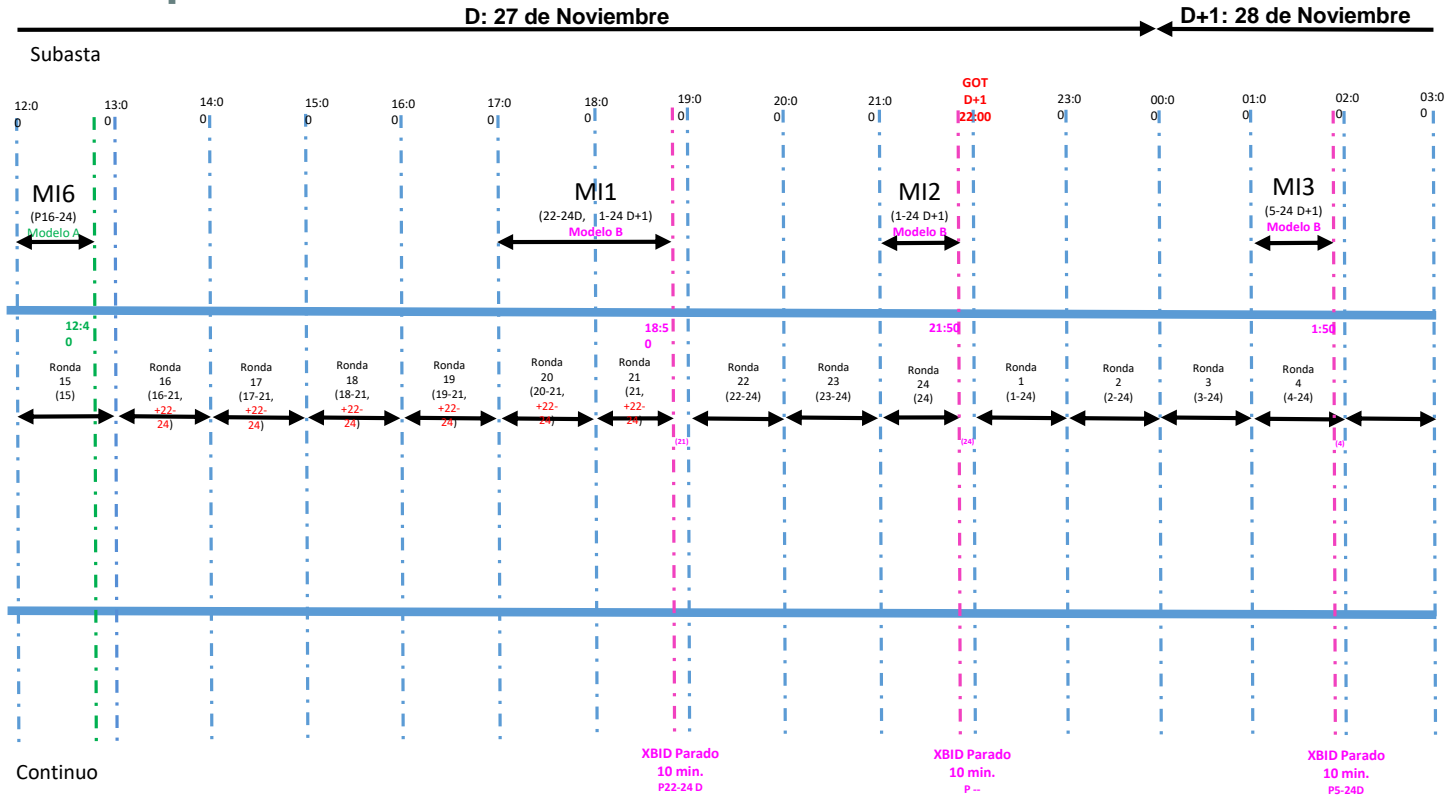 D: 27 de Noviembre
D+1: 28 de Noviembre
Subasta
12:0
0
13:0
0
14:0
0
15:0
0
16:0
0
17:0
0
18:0
0
19:0
0
20:0
0
21:0
0
GOT
D+1
22:00
23:0
0
00:0
0
01:0
0
02:0
0
03:0
0
MI6
(P16-24)
Modelo A
MI1
(22-24D, 1-24 D+1)
Modelo B
MI2
(1-24 D+1)
Modelo B
MI3
(5-24 D+1)
Modelo B
12:4
0
18:5
0
21:50
1:50
Ronda
15
(15)
Ronda
16
(16-21,
+22-
24)
Ronda
17
(17-21,
+22-
24)
Ronda
18
(18-21,
+22-
24)
Ronda
19
(19-21,
+22-
24)
Ronda
20
(20-21,
+22-
24)
Ronda
21
(21,
+22-
24)
Ronda
22
(22-24)
Ronda
23
(23-24)
Ronda
24
(24)
Ronda
1
(1-24)
Ronda
2
(2-24)
Ronda
3
(3-24)
Ronda
4
(4-24)
(21)
(24)
(4)
XBID Parado
10 min.
P22-24 D
XBID Parado
10 min.
P --
XBID Parado
10 min.
P5-24D
Continuo